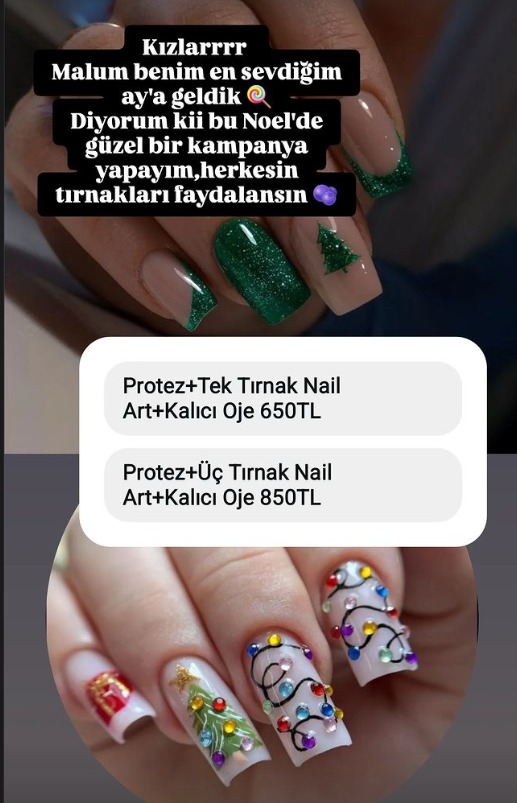 Kızlarrrr
Malum benim en sevdiğim
ay'a geldik 🍭
Diyorum kii bu Noel'de
güzel bir kampanya
yapayım,herkesin
tırnakları faydalansın
Protez+Tek Tırnak Nail
Art+Kalıcı Oje 650TL
Protez+Üç Tırnak Nail
Art+Kalıcı Oje 850TL